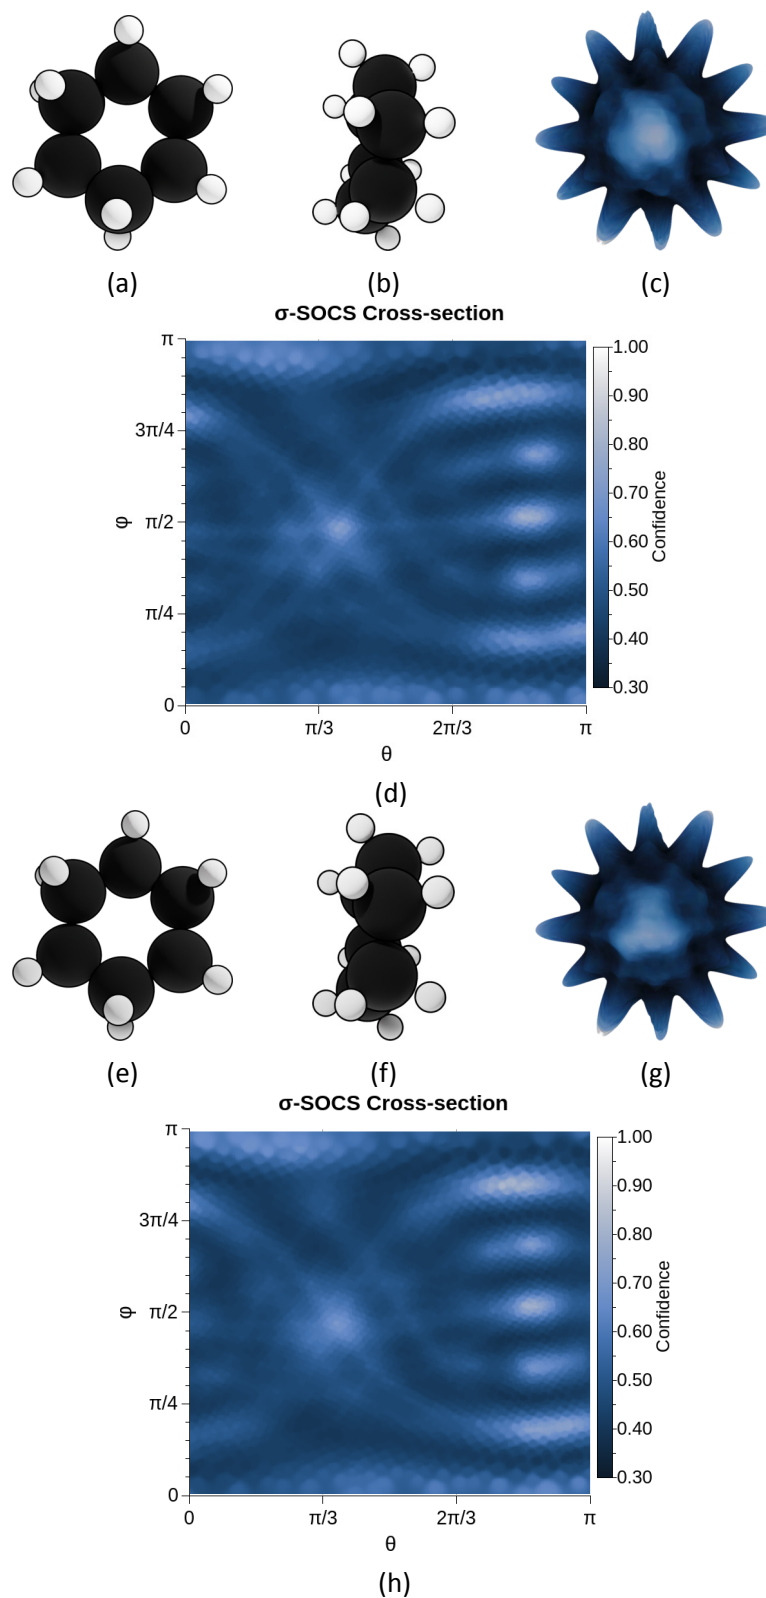 (a) (b) (c)
σ-SOCS Cross-section
π
3π/4
φ π/2
π/4
0
0 π/3 2π/3 π
θ
1.00
0.90
0.80
0.70
0.60
0.50
0.40
0.30
Confidence
(d)
(e) (f) (g)
σ-SOCS Cross-section
π
3π/4
φ π/2
π/4
0
0 π/3 2π/3 π
θ
1.00
0.90
0.80
0.70
0.60
0.50
0.40
0.30
Confidence
(h)